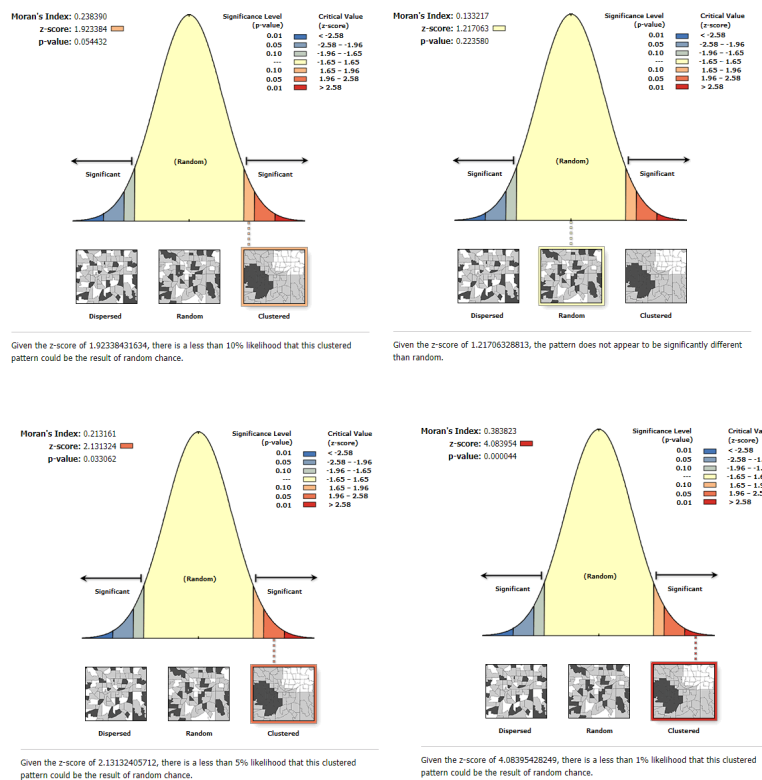 Moran's Index: 0.238390
z-score: 1.923384
p-value: 0.054432
Significance Level
(p-value)
Critical Value
(z-score)
0.01 < -2.58
0.05 -2.58 – -1.96
0.10 -1.96 – -1.65
--- -1.65 – 1.65
0.10 1.65 – 1.96
0.05 1.96 – 2.58
0.01 > 2.58
(Random)
Significant
Significant
Dispersed
Random
Clustered
Given the z-score of 1.92338431634, there is a less than 10% likelihood that this clustered
pattern could be the result of random chance.
Moran's Index: 0.133217
z-score: 1.217063
p-value: 0.223580
Significance Level
(p-value)
Critical Value
(z-score)
0.01 < -2.58
0.05 -2.58 – -1.96
0.10 -1.96 – -1.65
--- -1.65 – 1.65
0.10 1.65 – 1.96
0.05 1.96 – 2.58
0.01 > 2.58
(Random)
Significant
Significant
Dispersed
Random
Clustered
Given the z-score of 1.21706328813, the pattern does not appear to be significantly different
than random.
Moran's Index: 0.213161
z-score: 2.131324
p-value: 0.033062
Significance Level
(p-value)
Critical Value
(z-score)
0.01 < -2.58
0.05 -2.58 – -1.96
0.10 -1.96 – -1.65
--- -1.65 – 1.65
0.10 1.65 – 1.96
0.05 1.96 – 2.58
0.01 > 2.58
(Random)
Significant
Significant
Dispersed
Random
Clustered
Given the z-score of 2.13132405712, there is a less than 5% likelihood that this clustered
pattern could be the result of random chance.
Moran's Index: 0.383823
z-score: 4.083954
p-value: 0.000044
Significance Level
(p-value)
Critical Va
(z-score)
0.01 < -2.58
0.05 -2.58 – -1.
0.10 -1.96 – -1.
--- -1.65 – 1.6
0.10 1.65 – 1.9
0.05 1.96 – 2.5
0.01 > 2.58
(Random)
Significant
Significant
Dispersed
Random
Clustered
Given the z-score of 4.08395428249, there is a less than 1% likelihood that this clustered
pattern could be the result of random chance.